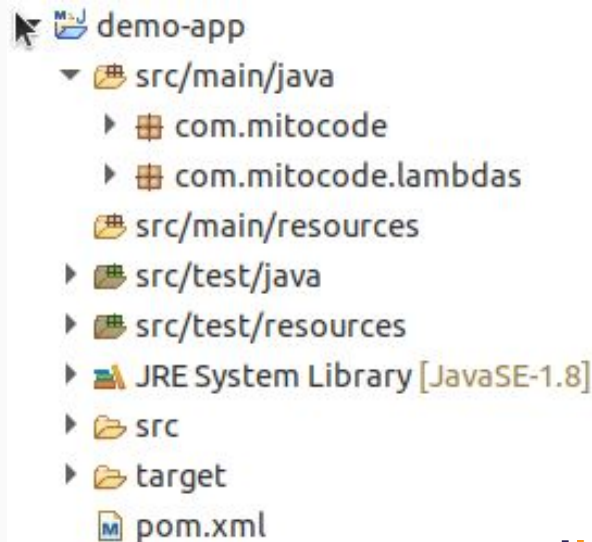 demo-app
src/main/java
com.mitocode
com.mitocode.lambdas
src/main/resources
src/test/java
src/test/resources
JRE System Library [JavaSE-1.8]
src
target
pom.xml